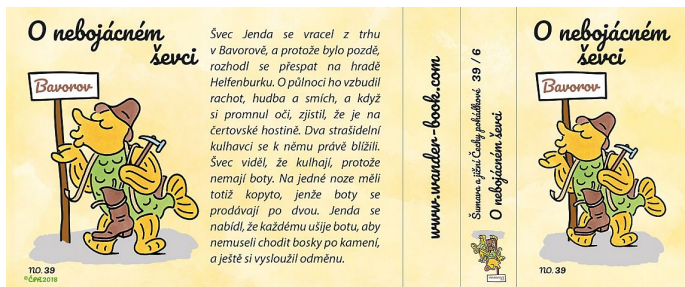 O nebojácném
ševci
Bavorov
NO. 39
©ČPA2018
Švec Jenda se vracel z trhu
v Bavorově, a protože bylo pozdě,
rozhodl se přespat na hradě
Helfenburku. O půlnoci ho vzbudil
rachot, hudba a smích, a když
si promnul oči, zjistil, že je na
čertovské hostině. Dva strašidelní
kulhavci se k němu právě blížili.
Švec viděl, že kulhají, protože
nemají boty. Na jedné noze měli
totiž kopyto, jenže boty se
prodávají po dvou. Jenda se
nabídl, že každému ušije botu, aby
nemuseli chodit bosky po kamení,
a ještě si vysloužil odměnu.
www.wander-book.com
Šumava a jižní Čechy pohádkové 39 / 6
O nebojácném ševci
O nebojácném
ševci
Bavorov
NO. 39